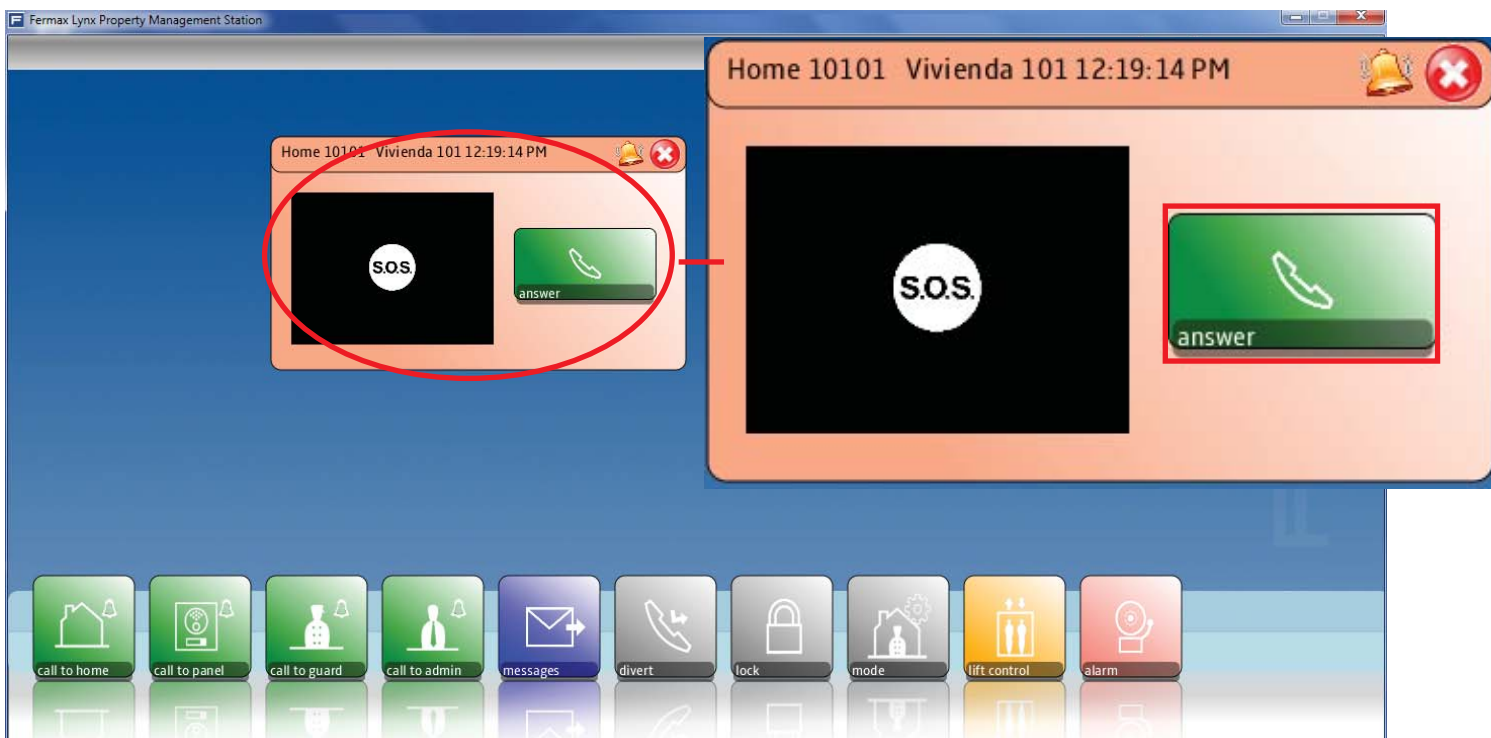 Fermax Lynx Property Management Station
Home 10101 Vivienda 101 12:19:14 PM
S.O.S.
answer
Home 10101 Vivienda 101 12:19:14 PM
S.O.S.
answer
call to home
call to panel
call to guard
call to admin
messages
divert
lock
mode
lift control
alarm